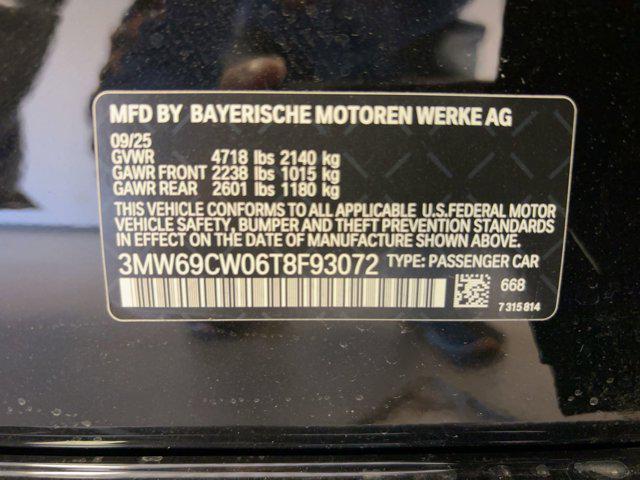 MFD BY BAYERISCHE MOTOREN WERKE AG
09/25
GVWR 4718 lbs 2140 kg
GAWR FRONT 2238 lbs 1015 kg
GAWR REAR 2601 lbs 1180 kg
THIS VEHICLE CONFORMS TO ALL APPLICABLE U.S.FEDERAL MOTOR
VEHICLE SAFETY, BUMPER AND THEFT PREVENTION STANDARDS
IN EFFECT ON THE DATE OF MANUFACTURE SHOWN ABOVE.
3MW69CW06T8F93072 TYPE: PASSENGER CAR
668
7 315 814